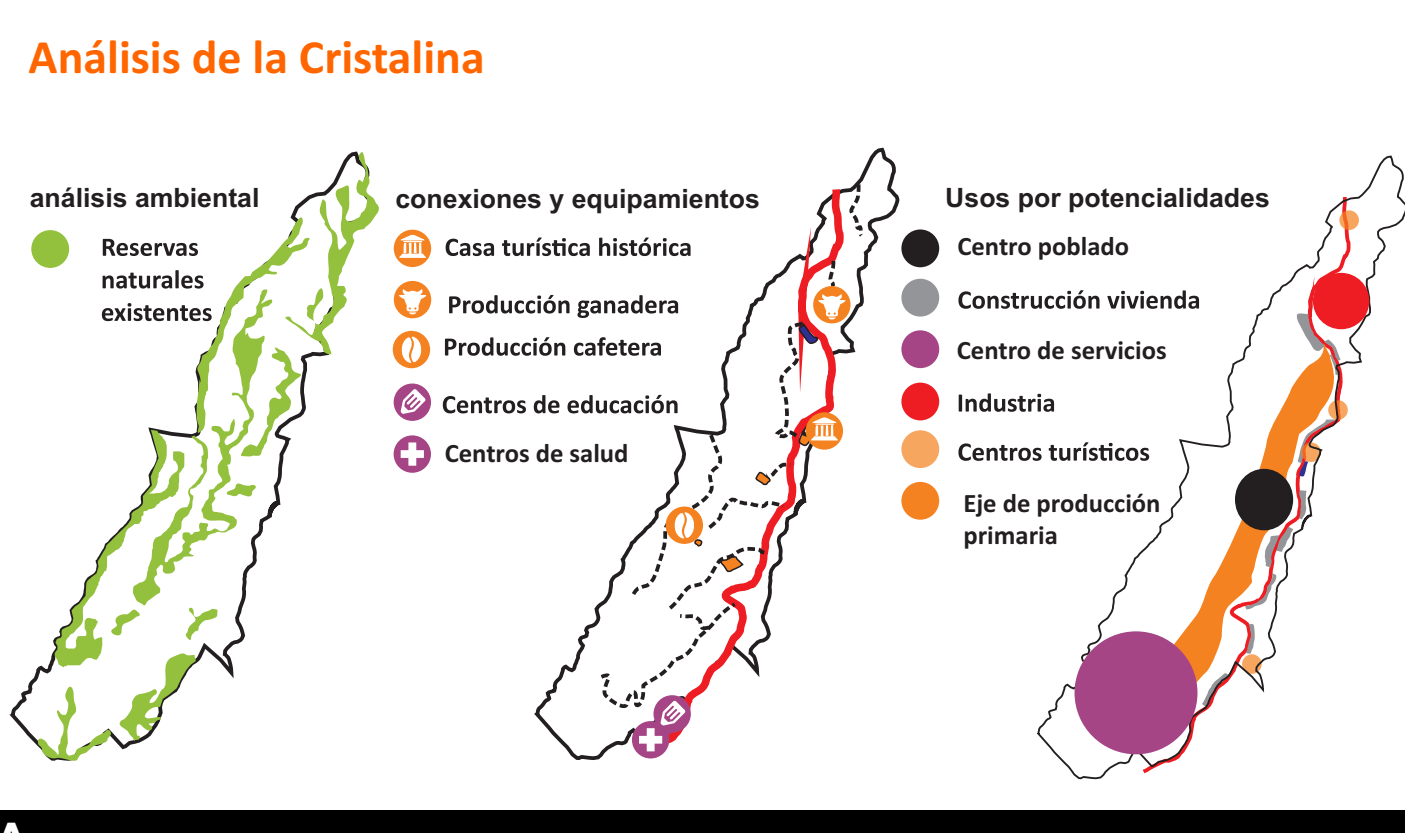 Análisis de la Cristalina
análisis ambiental
Reservas
naturales
existentes
conexiones y equipamientos
Casa turística histórica
Producción ganadera
Producción cafetera
Centros de educación
Centros de salud
Usos por potencialidades
Centro poblado
Construcción vivienda
Centro de servicios
Industria
Centros turísticos
Eje de producción
primaria